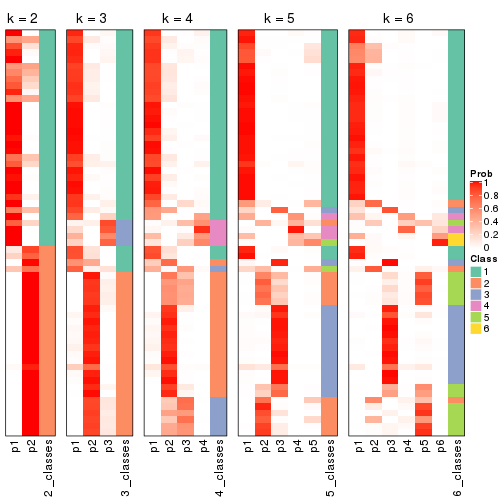 k = 2
k = 3
k = 4
k = 5
k = 6
Prob
1
0.8
0.6
0.4
0.2
0
Class
1
2
3
4
5
6
p1
p2
2_classes
p1
p2
p3
3_classes
p1
p2
p3
p4
4_classes
p1
p2
p3
p4
p5
5_classes
p1
p2
p3
p4
p5
p6
6_classes